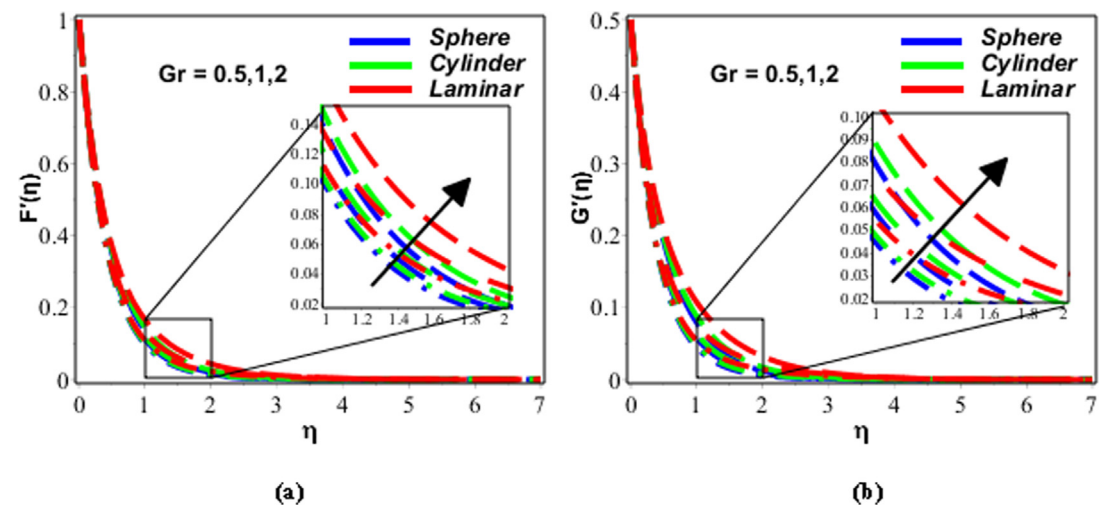 Sphere
Cylinder
Laminar
Gr = 0.5,1,2
F'(η)
1
0.8
0.6
0.4
0.2
0
0.14
0.12
0.10
0.08
0.06
0.04
0.02
1 1.2 1.4 1.6 1.8 2
0 1 2 3 4 5 6 7
η
(a)
Sphere
Cylinder
Laminar
Gr = 0.5,1,2
G'(η)
0.5
0.4
0.3
0.2
0.1
0
0.10
0.09
0.08
0.07
0.06
0.05
0.04
0.03
0.02
1 1.2 1.4 1.6 1.8 2
0 1 2 3 4 5 6 7
η
(b)